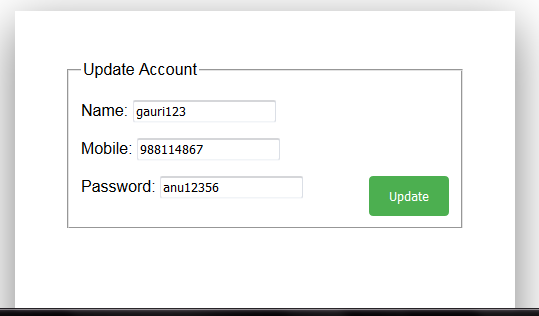 Update Account
Name: gauri123
Mobile: 988114867
Password: anu12356
Update